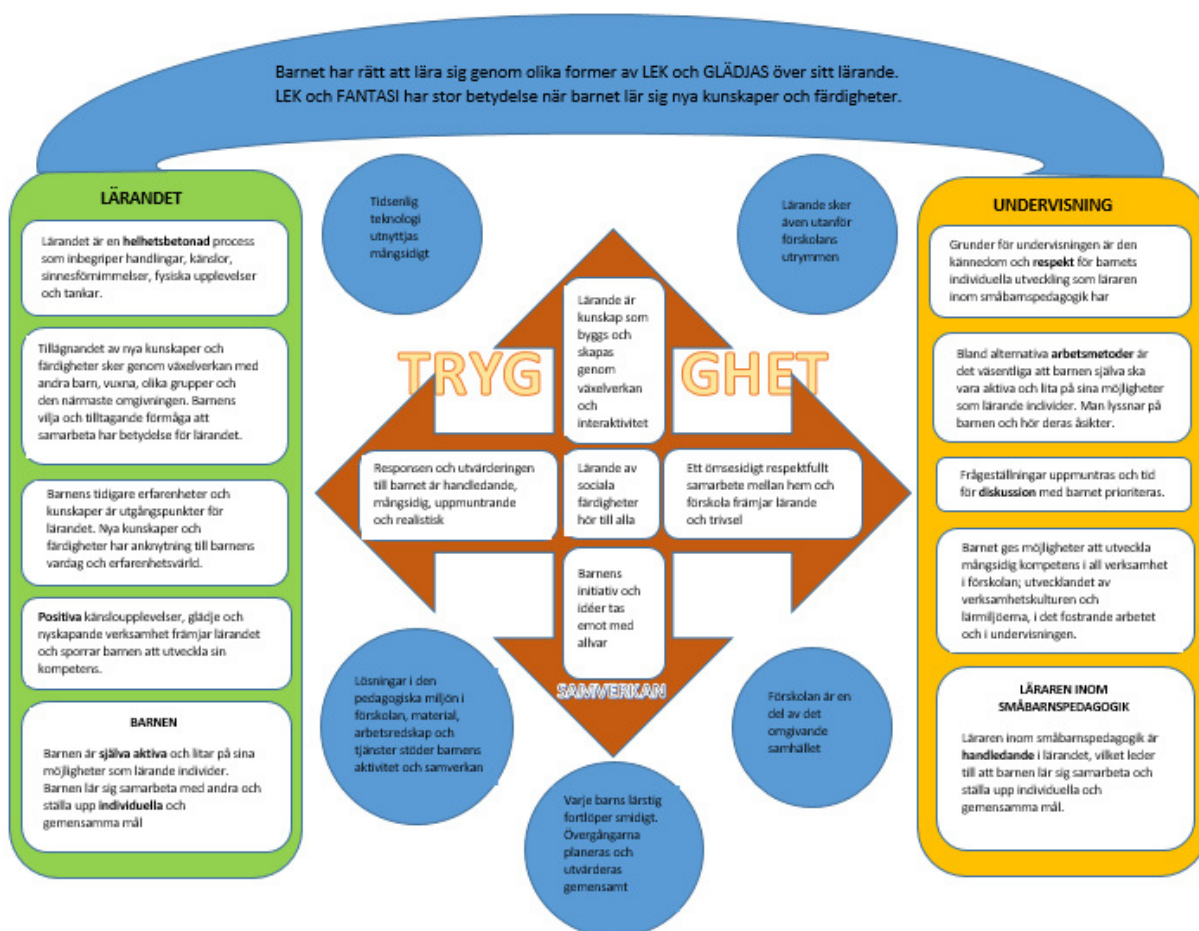 Barnet har rätt att lära sig genom olika former av LEK och GLÄDJAS över sitt lärande.
LEK och FANTASI har stor betydelse när barnet lär sig nya kunskaper och färdigheter.
LÄRANDET
Lärandet är en helhetsbetonad process
som inbegriper handlingar, känslor,
sinnesförnimmelser, fysiska upplevelser
och tankar.
Tillägnandet av nya kunskaper och
färdigheter sker genom växelverkan med
andra barn, vuxna, olika grupper och
den närmaste omgivningen. Barnens
vilja och tilltagande förmåga att
samarbeta har betydelse för lärandet.
Barnens tidigare erfarenheter och
kunskaper är utgångspunkter för
lärandet. Nya kunskaper och
färdigheter har anknytning till barnens
vardag och erfarenhetsvärld.
Positiva känsloupplevelser, glädje och
nyskapande verksamhet främjar lärandet
och sporrar barnen att utveckla sin
kompetens.
BARNEN
Barnen är själva aktiva och litar på sina
möjligheter som lärande individer.
Barnen lär sig samarbeta med andra och
ställa upp individuella och
gemensamma mål
Tidsenlig
teknologi
utnyttjas
mångsidigt
Lärande sker
även utanför
förskolans
utrymmen
TRYG GHET
Lärande är
kunskap som
byggs och
skapas
genom
växelverkan
och
interaktivitet
Responsen och utvärderingen
till barnet är handledande,
mångsidig, uppmuntrande
och realistisk
Lärande av
sociala
färdigheter
hör till alla
Ett ömsesidigt respektfullt
samarbete mellan hem och
förskola främjar lärande
och trivsel
Barnens
initiativ och
idéer tas
emot med
allvar
SAMVERKAN
Lösningar i den
pedagogiska miljön i
förskolan, material,
arbetsredskap och
tjänster stöder barnens
aktivitet och samverkan
Förskolan är en
del av det
omgivande
samhället
Varje barns lärstig
fortlöper smidigt.
Övergångarna
planeras och
utvärderas
gemensamt
UNDERVISNING
Grunder för undervisningen är den
kännedom och respekt för barnets
individuella utveckling som läraren
inom småbarnspedagogik har
Bland alternativa arbetsmetoder är
det väsentliga att barnen själva ska
vara aktiva och lita på sina möjligheter
som lärande individer. Man lyssnar på
barnen och hör deras åsikter.
Frågeställningar uppmuntras och tid
för diskussion med barnet prioriteras.
Barnet ges möjligheter att utveckla
mångsidig kompetens i all verksamhet
i förskolan; utvecklandet av
verksamhetskulturen och
lärmiljöerna, i det fostrande arbetet
och i undervisningen.
LÄRAREN INOM
SMÅBARNSPEDAGOGIK
Läraren inom småbarnspedagogik är
handledande i lärandet, vilket leder
till att barnen lär sig samarbeta och
ställa upp individuella och
gemensamma mål.